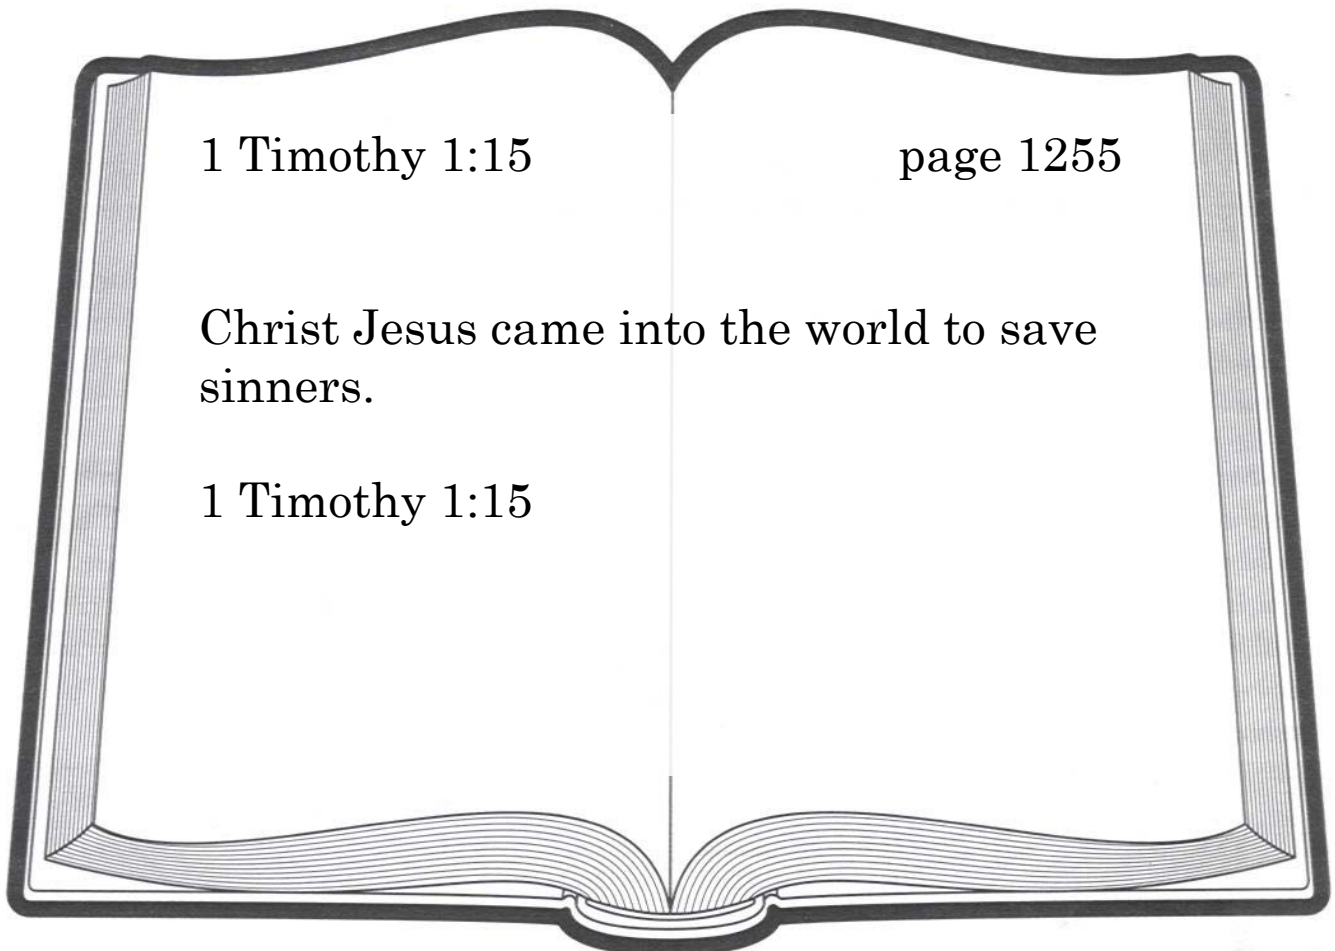 1 Timothy 1:15 page 1255
Christ Jesus came into the world to save
sinners.
1 Timothy 1:15